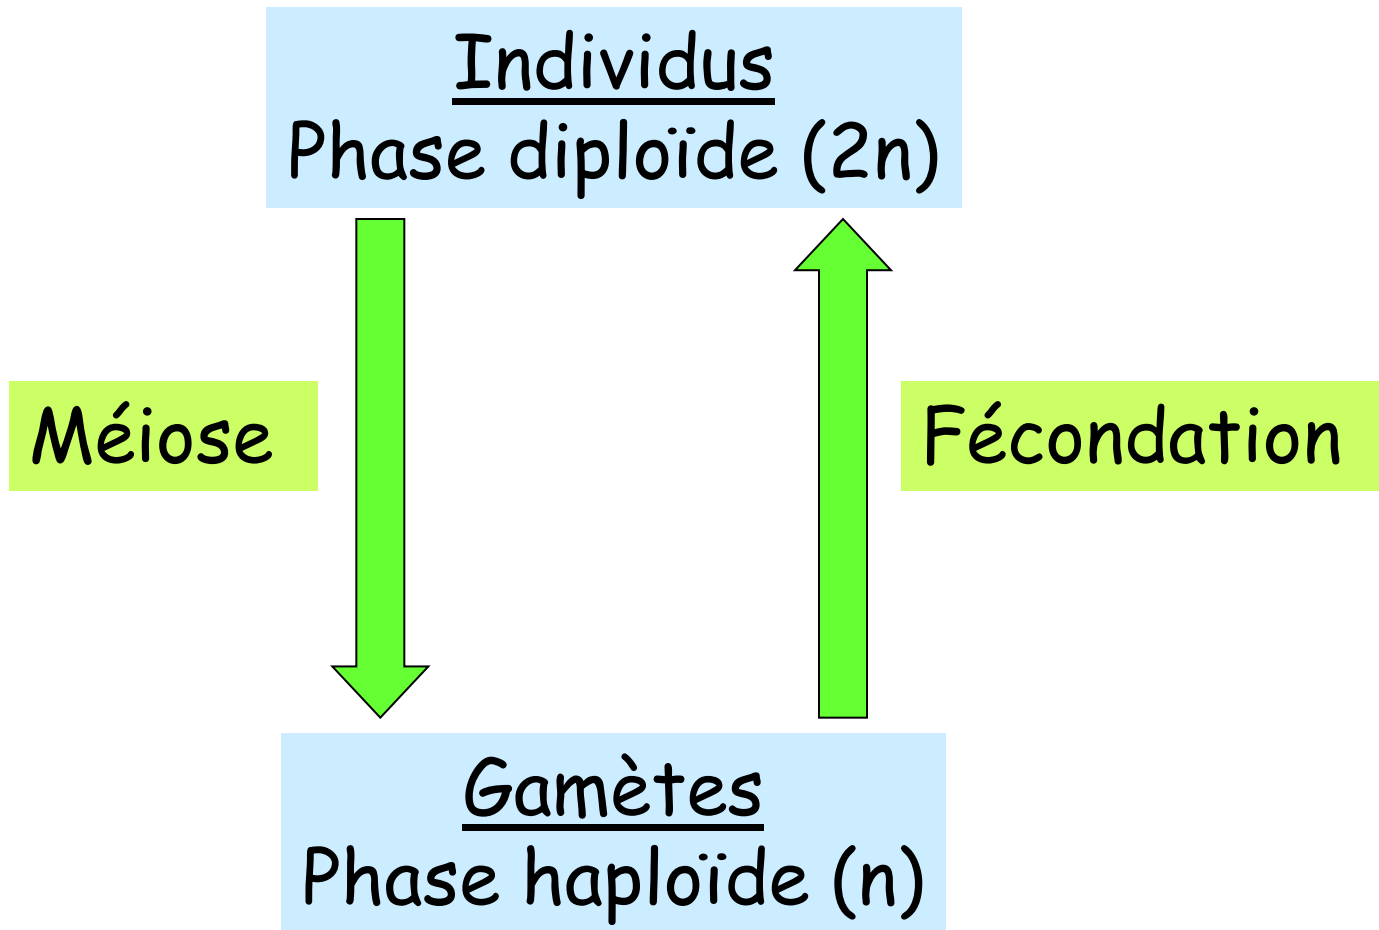 Individus
Phase diploïde (2n)
Méiose
Fécondation
Gamètes
Phase haploïde (n)